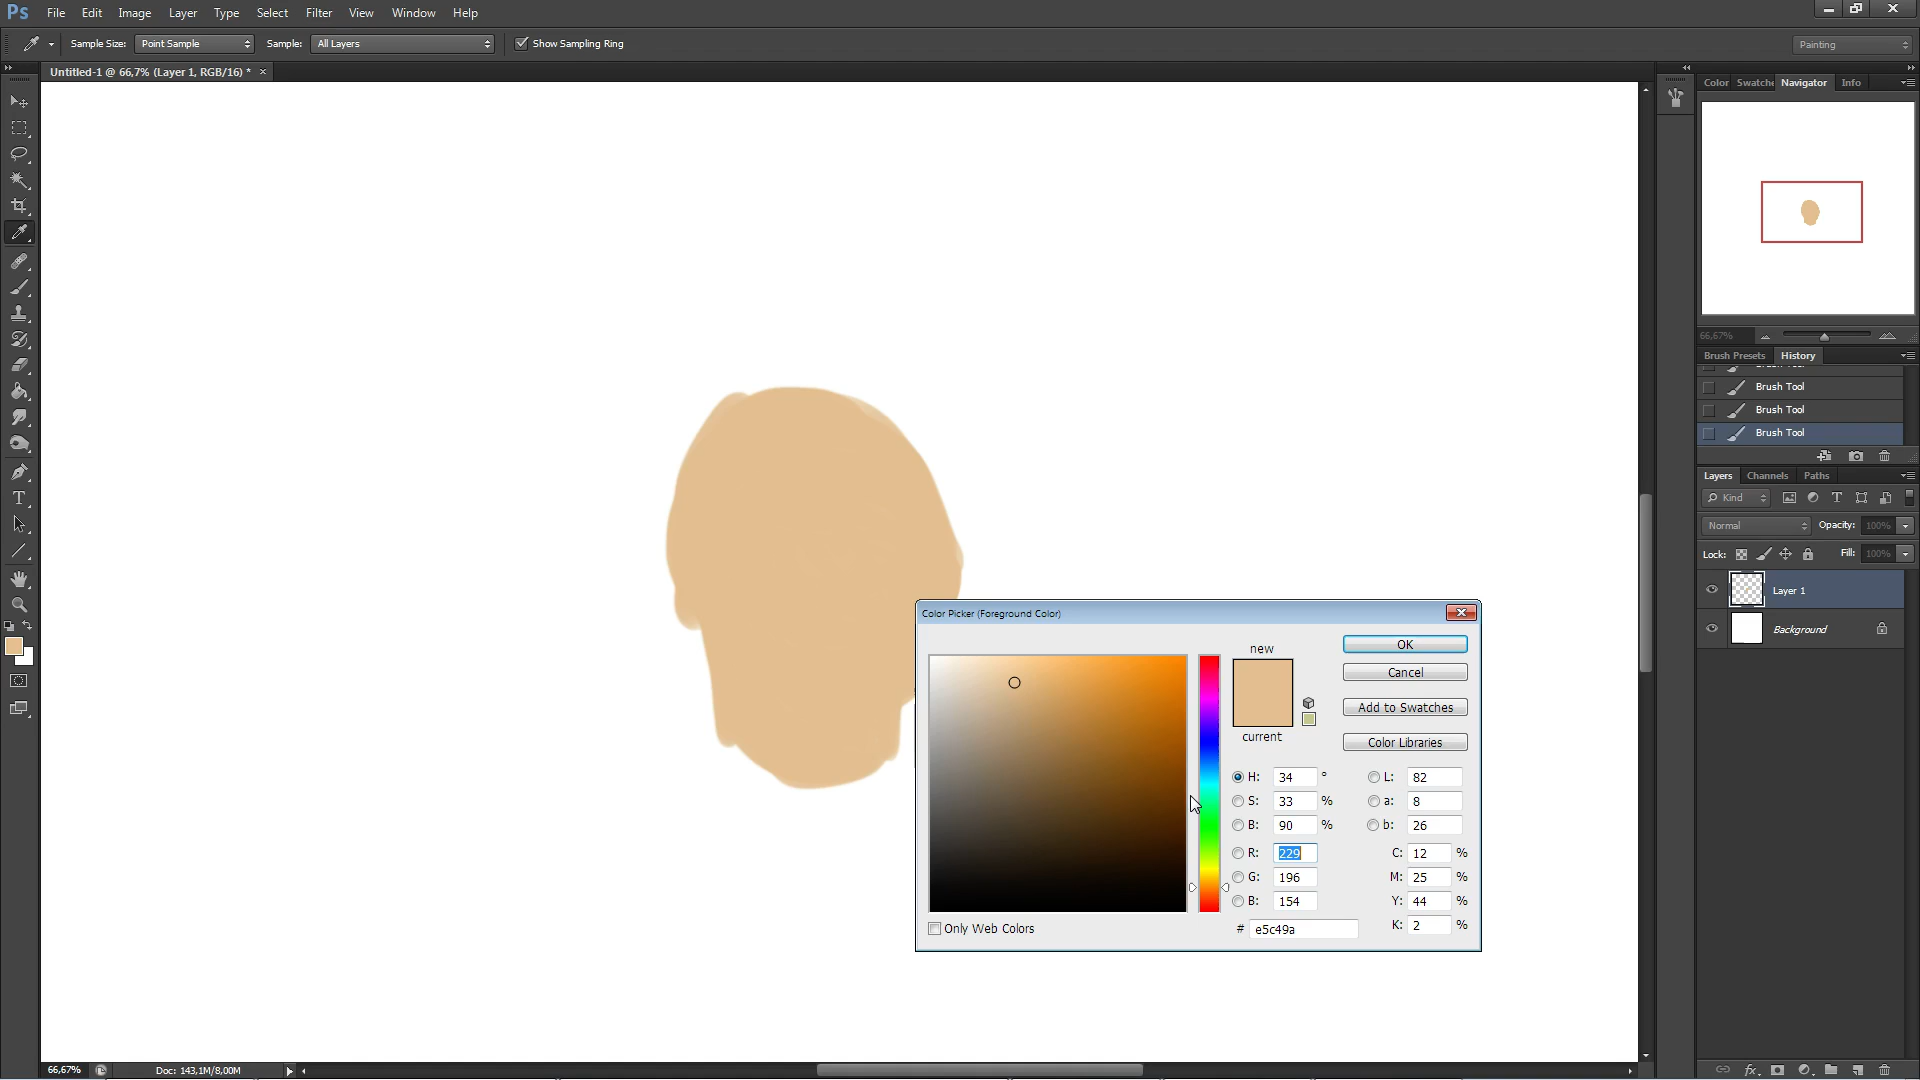 Ps File Edit Image Layer Type Select Filter View Window Help
Sample Size: Point Sample Sample: All Layers Show Sampling Ring Painting
Untitled-1 @ 66,7% (Layer 1, RGB/16) * ×
Color Swatche Navigator Info
66,67%
Brush Presets History
Brush Tool
Brush Tool
Brush Tool
Layers Channels Paths
Kind
Normal Opacity: 100%
Lock: Fill: 100%
Layer 1
Background
Color Picker (Foreground Color)
new
current
OK
Cancel
Add to Swatches
Color Libraries
H: 34 ° L: 82
S: 33 % a: 8
B: 90 % b: 26
R: 229 C: 12 %
G: 196 M: 25 %
B: 154 Y: 44 %
# e5c49a K: 2 %
Only Web Colors
66,67% Doc: 143,1M/8,00M
fx